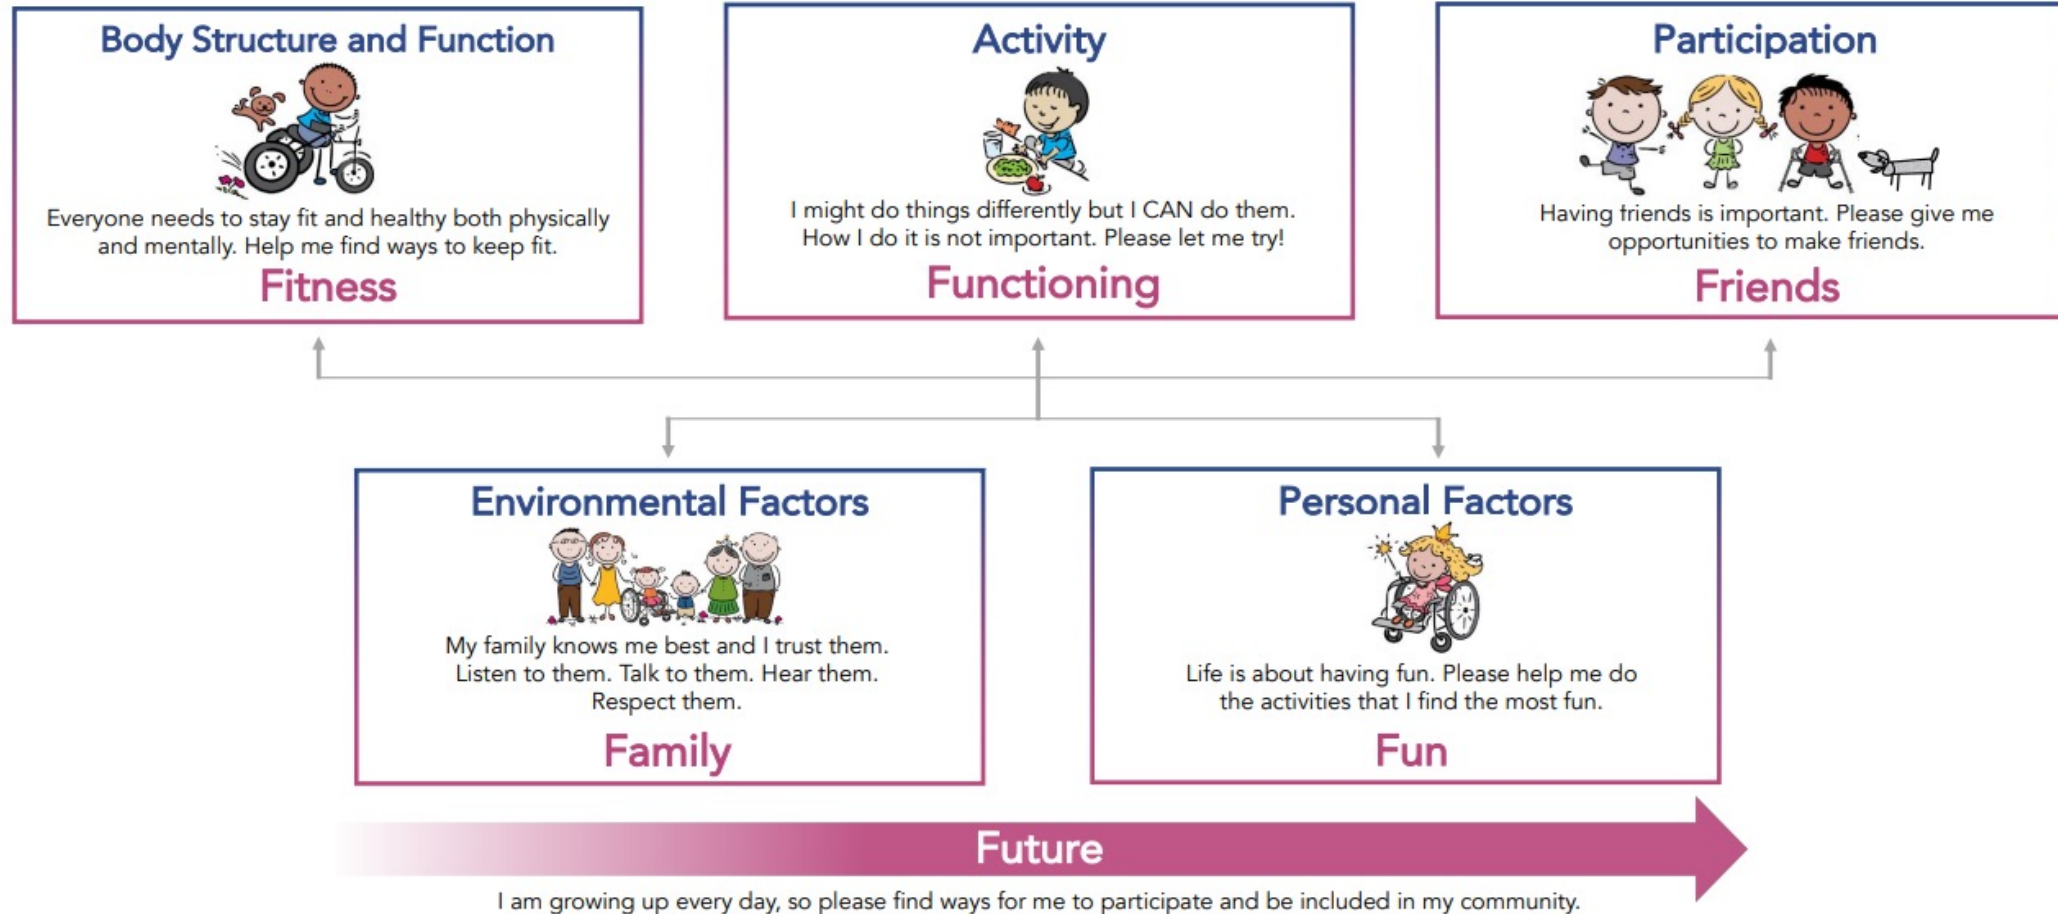 Body Structure and Function
Everyone needs to stay fit and healthy both physically
and mentally. Help me find ways to keep fit.
Fitness
Activity
I might do things differently but I CAN do them.
How I do it is not important. Please let me try!
Functioning
Participation
Having friends is important. Please give me
opportunities to make friends.
Friends
Environmental Factors
My family knows me best and I trust them.
Listen to them. Talk to them. Hear them.
Respect them.
Family
Personal Factors
Life is about having fun. Please help me do
the activities that I find the most fun.
Fun
Future
I am growing up every day, so please find ways for me to participate and be included in my community.